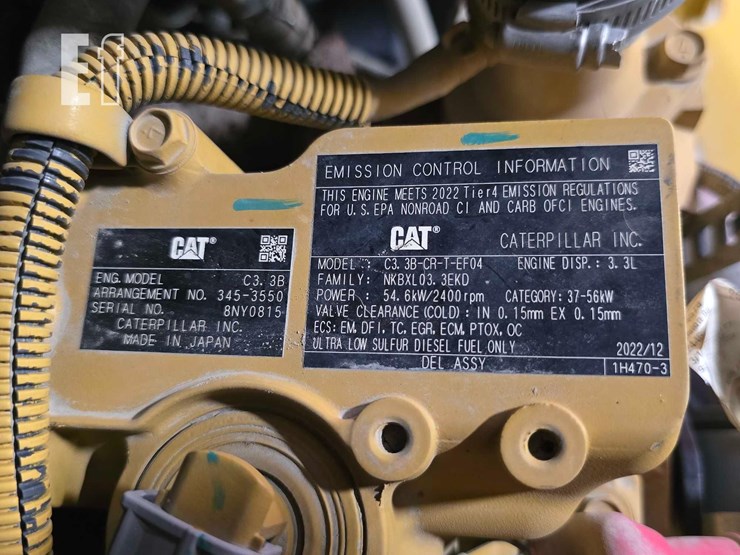 Ef
CAT®
ENG. MODEL C3.3B
ARRANGEMENT NO. 345-3550
SERIAL NO. 8NY0815
CATERPILLAR INC.
MADE IN JAPAN
EMISSION CONTROL INFORMATION
THIS ENGINE MEETS 2022 Tier4 EMISSION REGULATIONS
FOR U.S. EPA NONROAD CI AND CARB OFCI ENGINES.
CAT® CATERPILLAR INC.
MODEL : C3.3B-CR-T-EF04 ENGINE DISP.: 3.3L
FAMILY: NKBXL03.3EKD
POWER : 54.6kW/2400rpm CATEGORY: 37-56kW
VALVE CLEARANCE (COLD) : IN 0.15mm EX 0.15mm
ECS: EM, DFI, TC, EGR, ECM, PTOX, OC
ULTRA LOW SULFUR DIESEL FUEL ONLY 2022/12
DEL ASSY 1H470-3